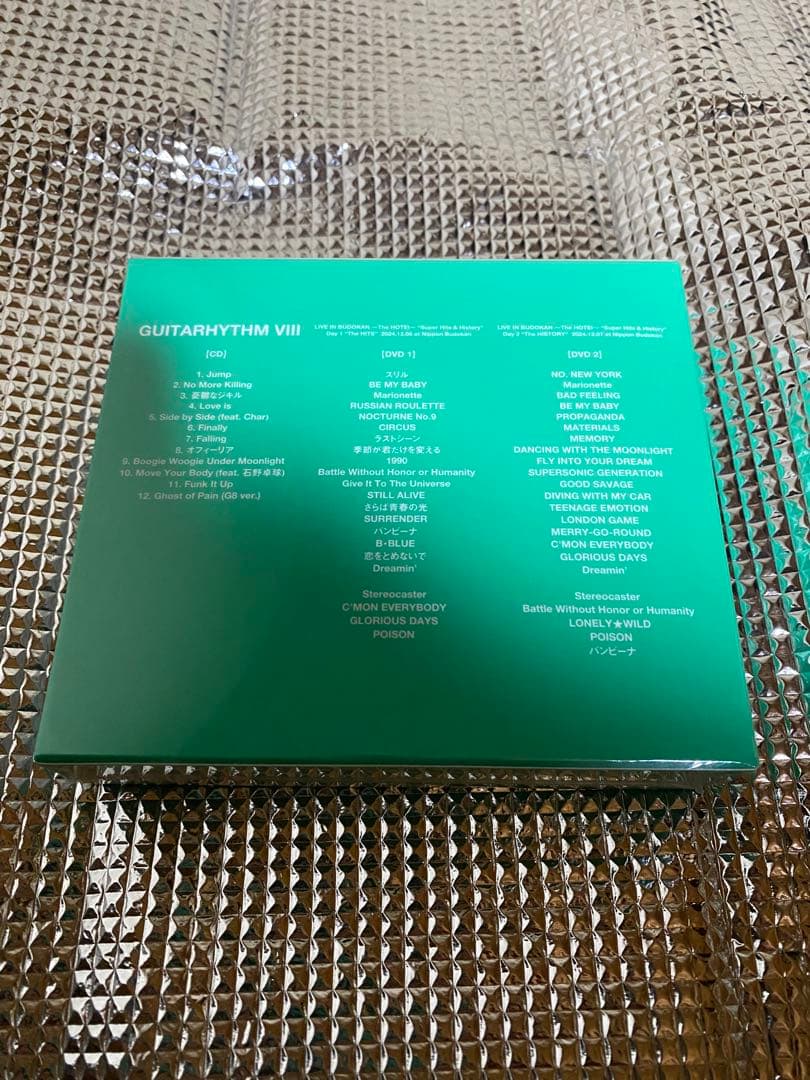 GUITARHYTHM VIII
[CD]
1. Jump
2. No More Killing
3. 憂鬱なジキル
4. Love is
5. Side by Side (feat. Char)
6. Finally
7. Falling
8. オフィーリア
9. Boogie Woogie Under Moonlight
10. Move Your Body (feat. 石野卓球)
11. Funk It Up
12. Ghost of Pain (G8 ver.)
LIVE IN BUDOKAN ~The HOTEI~ "Super Hits & History"
Day 1 "The HITS" 2024.12.06 at Nippon Budokan
[DVD 1]
スリル
BE MY BABY
Marionette
RUSSIAN ROULETTE
NOCTURNE No.9
CIRCUS
ラストシーン
季節が君だけを変える
1990
Battle Without Honor or Humanity
Give It To The Universe
STILL ALIVE
さらば青春の光
SURRENDER
バンビーナ
B・BLUE
恋をとめないで
Dreamin'
Stereocaster
C'MON EVERYBODY
GLORIOUS DAYS
POISON
LIVE IN BUDOKAN ~The HOTEI~ "Super Hits & History"
Day 2 "The HISTORY" 2024.12.07 at Nippon Budokan
[DVD 2]
NO. NEW YORK
Marionette
BAD FEELING
BE MY BABY
PROPAGANDA
MATERIALS
MEMORY
DANCING WITH THE MOONLIGHT
FLY INTO YOUR DREAM
SUPERSONIC GENERATION
GOOD SAVAGE
DIVING WITH MY CAR
TEENAGE EMOTION
LONDON GAME
MERRY-GO-ROUND
C'MON EVERYBODY
GLORIOUS DAYS
Dreamin'
Stereocaster
Battle Without Honor or Humanity
LONELY★WILD
POISON
バンビーナ